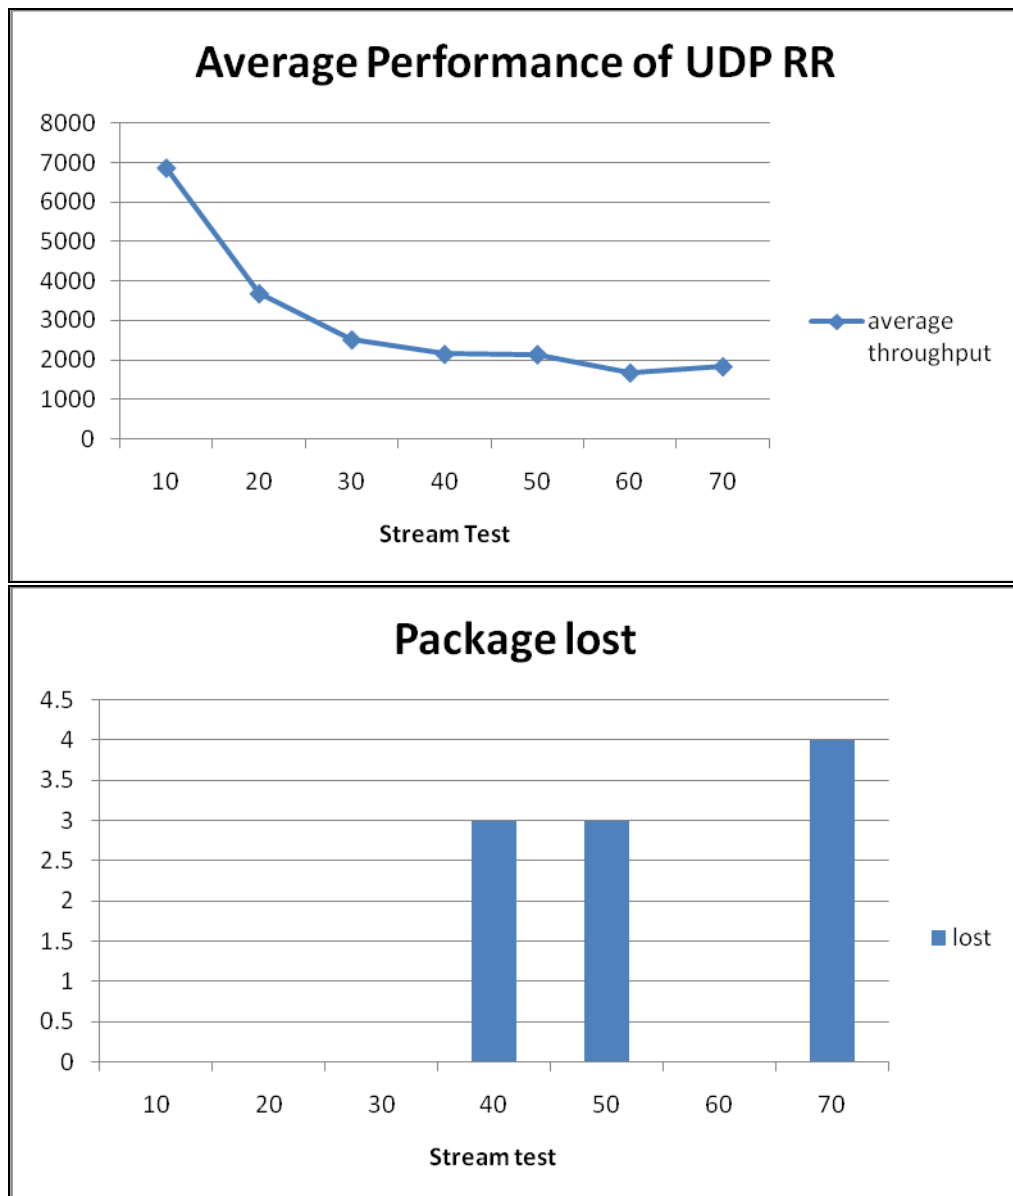 Average Performance of UDP RR
8000
7000
6000
5000
4000
3000
2000
1000
0
10 20 30 40 50 60 70
Stream Test
average
throughput
Package lost
4.5
4
3.5
3
2.5
2
1.5
1
0.5
0
10 20 30 40 50 60 70
Stream test
lost